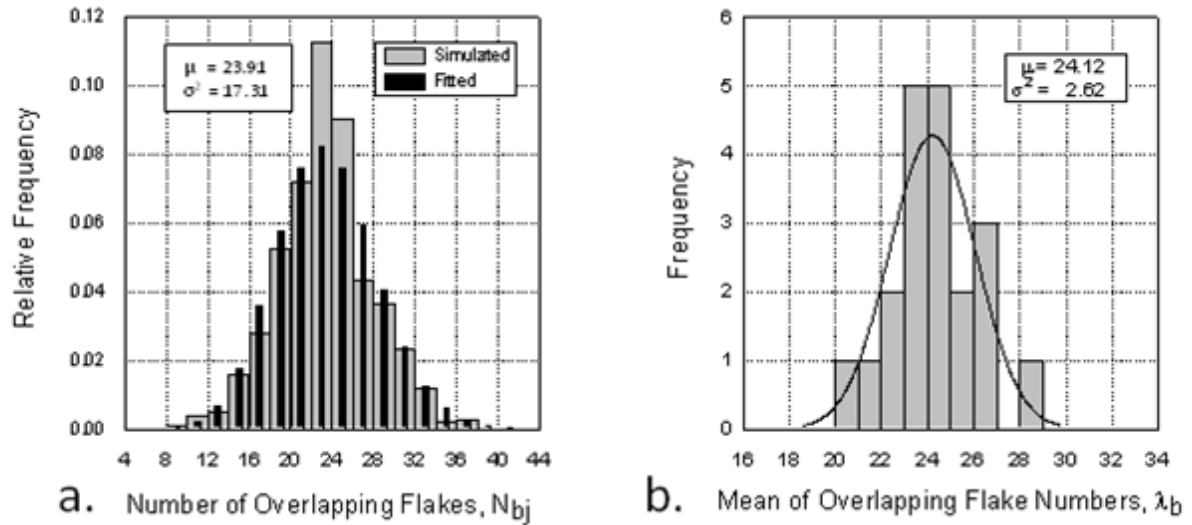 0.12
0.10
0.08
0.06
0.04
0.02
0.00
Relative Frequency
μ = 23.91
σ² = 17.31
Simulated
Fitted
4 8 12 16 20 24 28 32 36 40 44
a. Number of Overlapping Flakes, Nbj
6
5
4
3
2
1
0
Frequency
μ = 24.12
σ² = 2.62
16 18 20 22 24 26 28 30 32 34
b. Mean of Overlapping Flake Numbers, λb